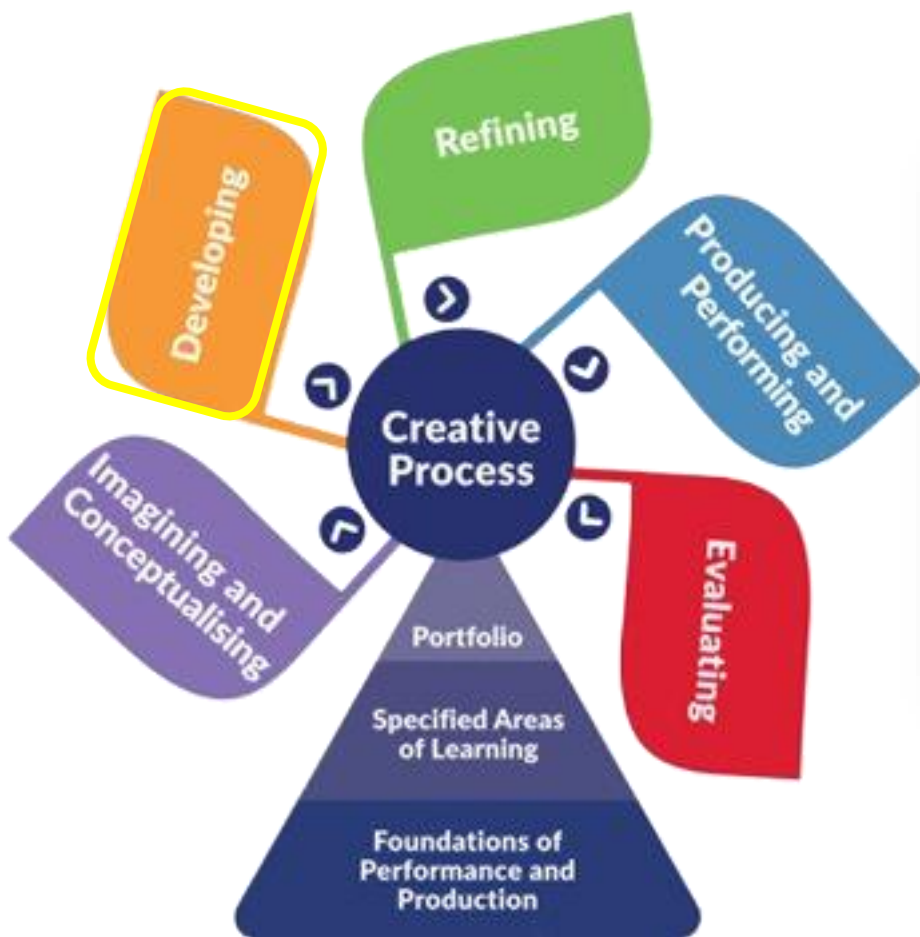 Refining
Developing
Producing and
Performing
Creative
Process
Imagining and
Conceptualising
Evaluating
Portfolio
Specified Areas
of Learning
Foundations of
Performance and
Production